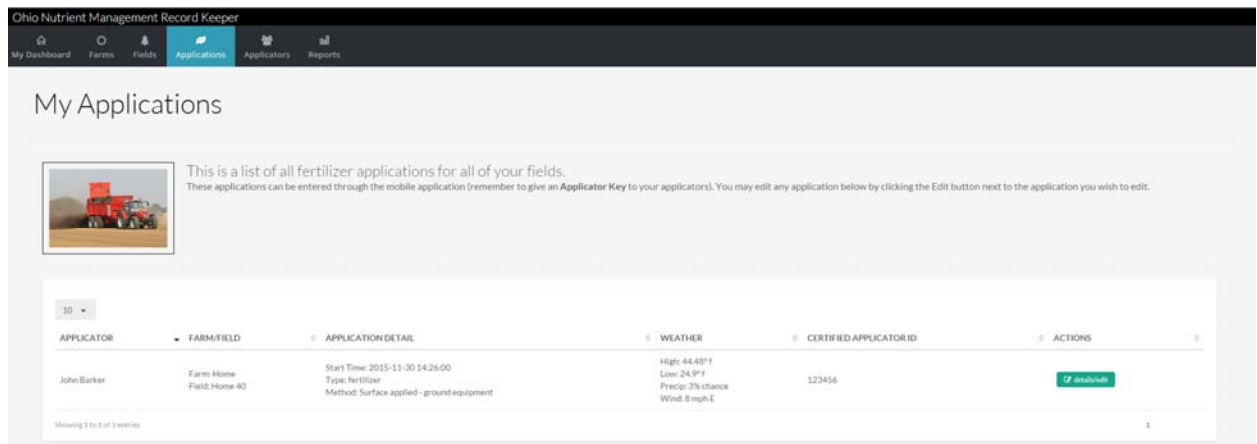 Ohio Nutrient Management Record Keeper
My Dashboard Farms Fields Applications Applicators Reports
My Applications
This is a list of all fertilizer applications for all of your fields.
These applications can be entered through the mobile application (remember to give an Applicator Key to your applicators). You may edit any application below by clicking the Edit button next to the application you wish to edit.
10
APPLICATOR FARM/FIELD APPLICATION DETAIL WEATHER CERTIFIED APPLICATOR ID ACTIONS
John Barker
Farm: Home
Field: Home 40
Start Time: 2015-11-30 14:26:00
Type: fertilizer
Method: Surface applied - ground equipment
High: 44.48° f
Low: 24.9° f
Precip: 3% chance
Wind: 8 mph E
123456
details/edit
Showing 1 to 1 of 1 entries
1